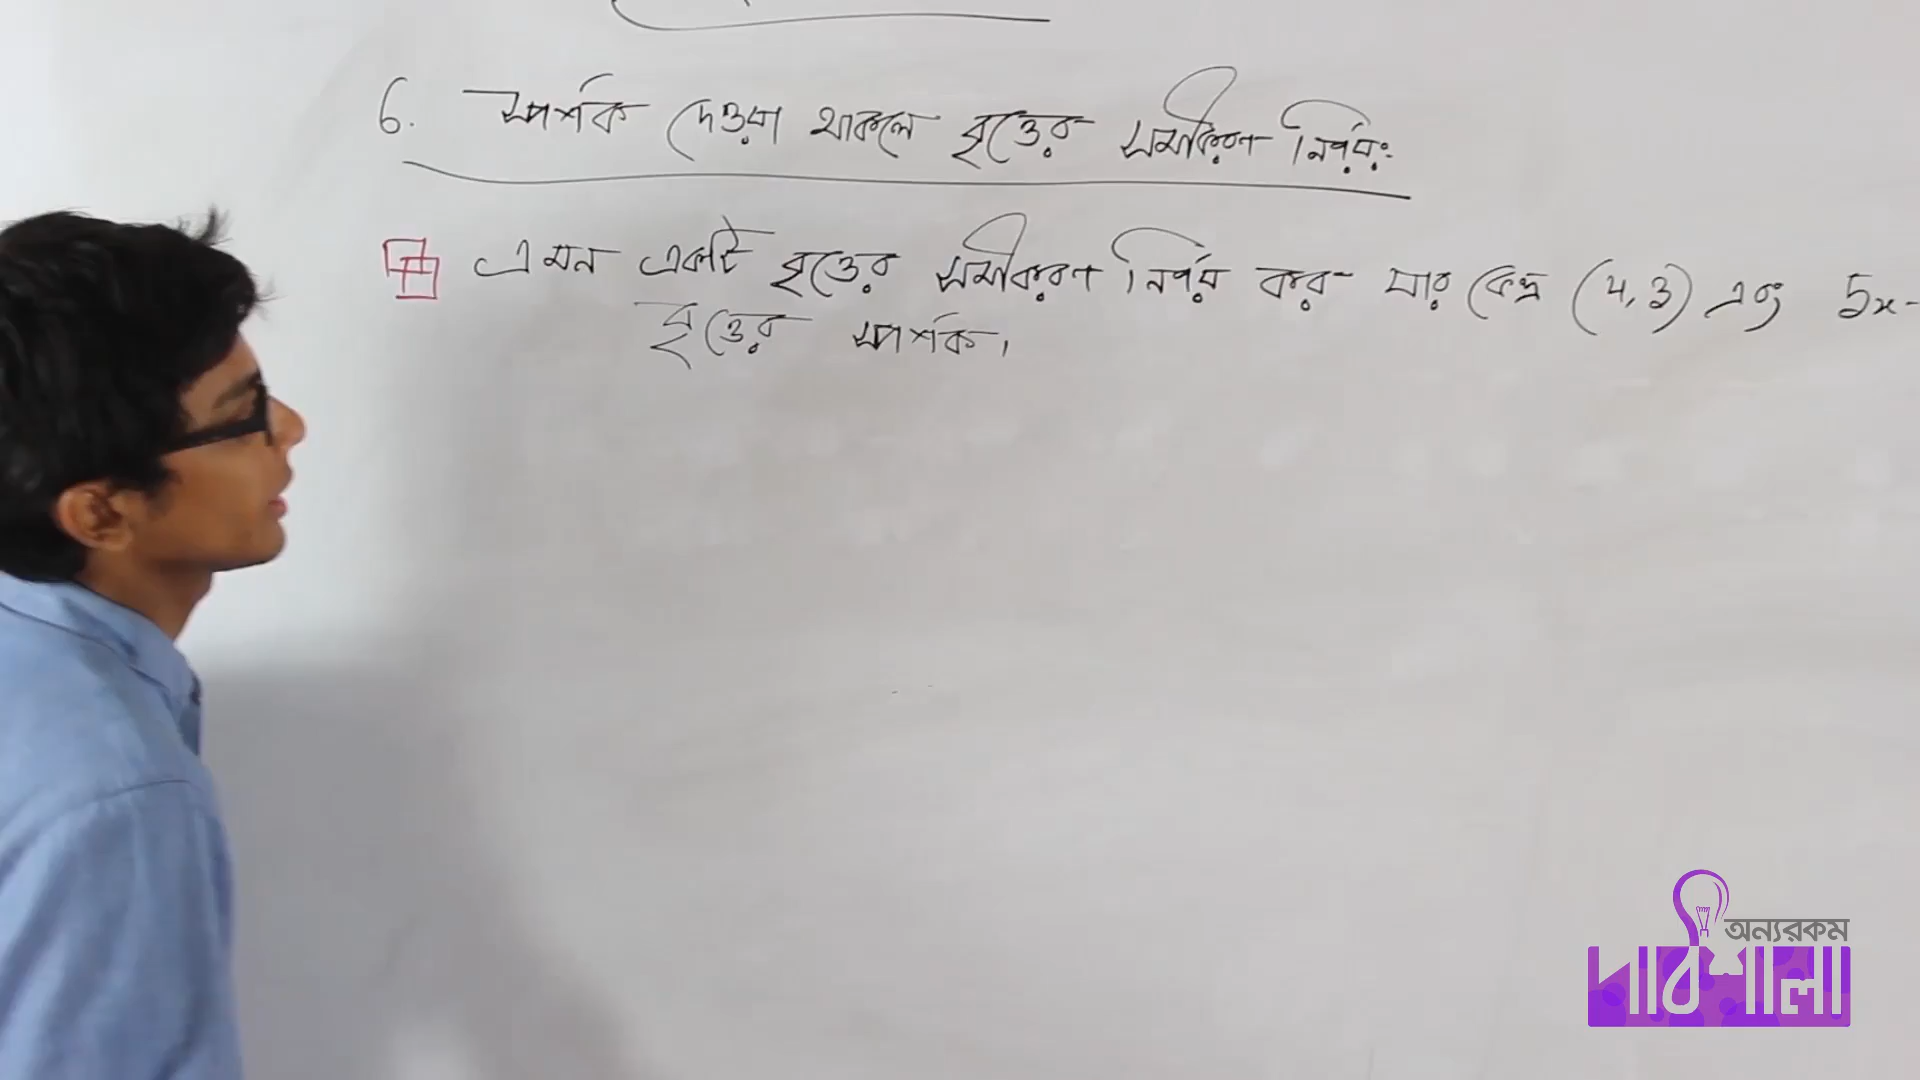 6. স্পর্শক দেওয়া থাকলে বৃত্তের সমীকরণ নির্ণয়ঃ
এমন একটি বৃত্তের সমীকরণ নির্ণয় কর যার কেন্দ্র (4,3) এবং 5x-
বৃত্তের স্পর্শক।
অন্যরকম
পাঠশালা